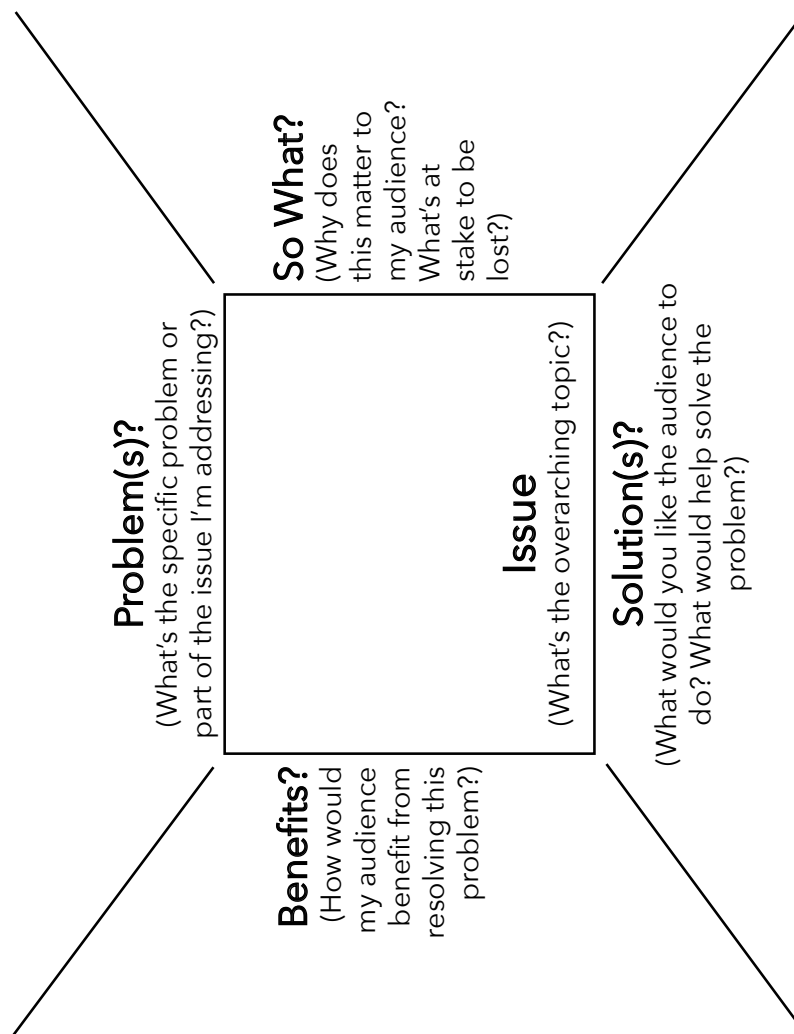 Problem(s)?
(What's the specific problem or
part of the issue I'm addressing?)
Benefits?
(How would
my audience
benefit from
resolving this
problem?)
Issue
(What's the overarching topic?)
So What?
(Why does
this matter to
my audience?
What's at
stake to be
lost?)
Solution(s)?
(What would you like the audience to
do? What would help solve the
problem?)